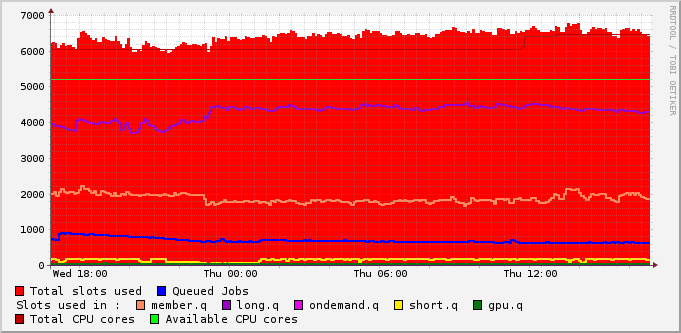 7000
6000
5000
4000
3000
2000
1000
0
Wed 18:00 Thu 00:00 Thu 06:00 Thu 12:00
RRDTOOL / TOBI OETIKER
Total slots used Queued Jobs
Slots used in : member.q long.q ondemand.q short.q gpu.q
Total CPU cores Available CPU cores